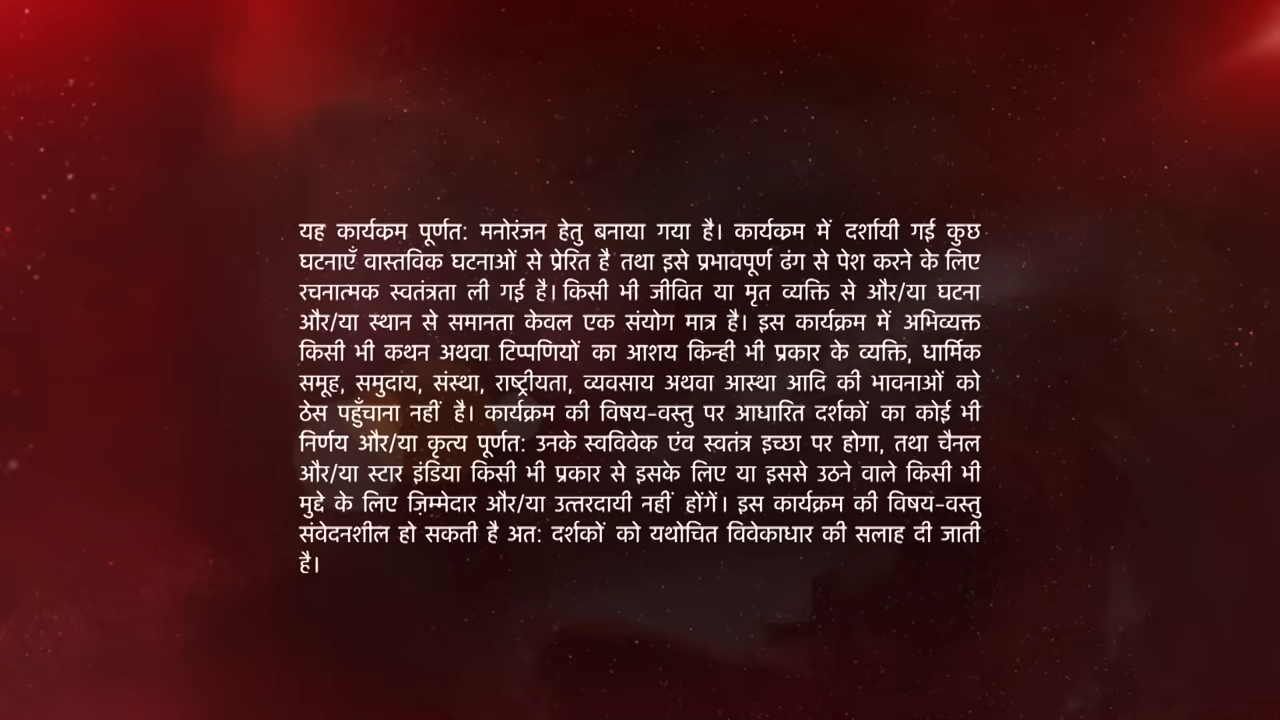 यह कार्यक्रम पूर्णत: मनोरंजन हेतु बनाया गया है। कार्यक्रम में दर्शायी गई कुछ
घटनाएँ वास्तविक घटनाओं से प्रेरित है तथा इसे प्रभावपूर्ण ढंग से पेश करने के लिए
रचनात्मक स्वतंत्रता ली गई है। किसी भी जीवित या मृत व्यक्ति से और/या घटना
और/या स्थान से समानता केवल एक संयोग मात्र है। इस कार्यक्रम में अभिव्यक्त
किसी भी कथन अथवा टिप्पणियों का आशय किन्ही भी प्रकार के व्यक्ति, धार्मिक
समूह, समुदाय, संस्था, राष्ट्रीयता, व्यवसाय अथवा आस्था आदि की भावनाओं को
ठेस पहुँचाना नहीं है। कार्यक्रम की विषय-वस्तु पर आधारित दर्शकों का कोई भी
निर्णय और/या कृत्य पूर्णत: उनके स्वविवेक एंव स्वतंत्र इच्छा पर होगा, तथा चैनल
और/या स्टार इंडिया किसी भी प्रकार से इसके लिए या इससे उठने वाले किसी भी
मुद्दे के लिए ज़िम्मेदार और/या उत्तरदायी नहीं होंगें। इस कार्यक्रम की विषय-वस्तु
संवेदनशील हो सकती है अत: दर्शकों को यथोचित विवेकाधार की सलाह दी जाती
है।